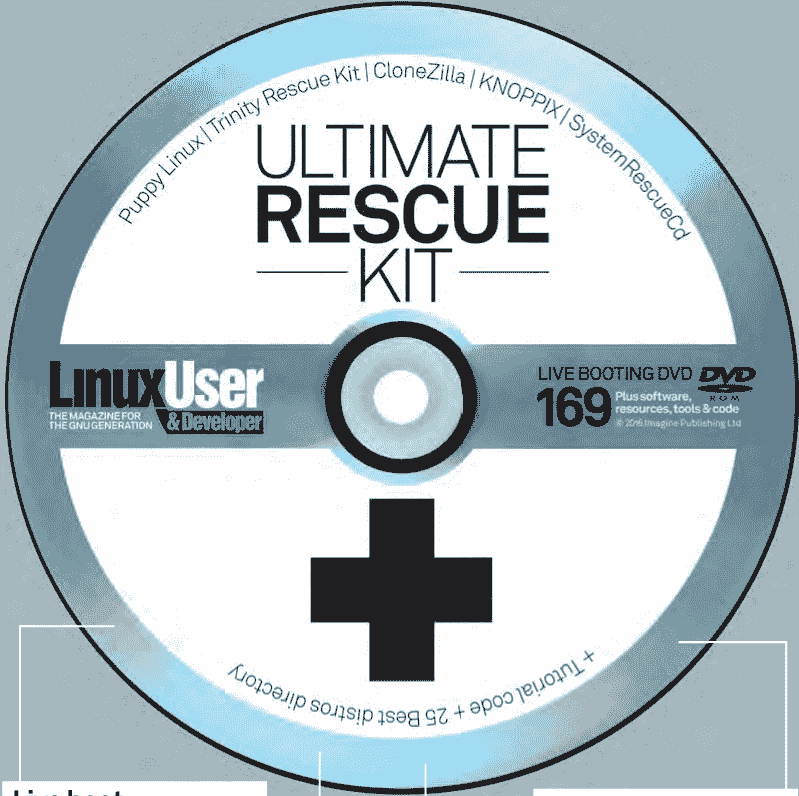 Puppy Linux | Trinity Rescue Kit | CloneZilla | KNOPPIX | SystemRescueCd
ULTIMATE
RESCUE
KIT
LinuxUser
& Developer
THE MAGAZINE FOR
THE GNU GENERATION
LIVE BOOTING DVD
DVD
ROM
169
Plus software,
resources, tools & code
© 2016 Imagine Publishing Ltd
+ Tutorial code + 25 Best distros directory
Live boot